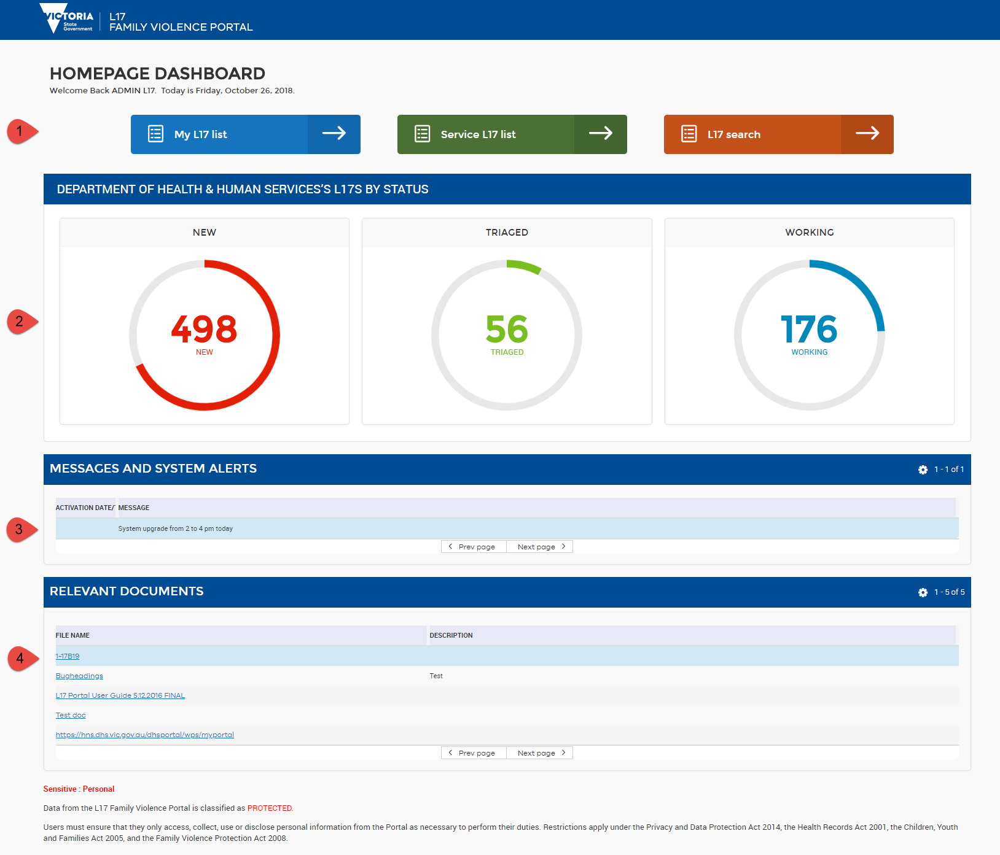 VICTORIA
State
Government
L17
FAMILY VIOLENCE PORTAL
HOMEPAGE DASHBOARD
Welcome Back ADMIN L17. Today is Friday, October 26, 2018.
1
My L17 list
Service L17 list
L17 search
DEPARTMENT OF HEALTH & HUMAN SERVICES'S L17S BY STATUS
NEW
TRIAGED
WORKING
2
498
NEW
56
TRIAGED
176
WORKING
MESSAGES AND SYSTEM ALERTS
1 - 1 of 1
ACTIVATION DATE/T MESSAGE
3
System upgrade from 2 to 4 pm today
Prev page
Next page
RELEVANT DOCUMENTS
1 - 5 of 5
FILE NAME
DESCRIPTION
4
1-17B19
Bugheadings
Test
L17 Portal User Guide 5.12.2016 FINAL
Test doc
https://hns.dhs.vic.gov.au/dhsportal/wps/myportal
Prev page
Next page
Sensitive : Personal
Data from the L17 Family Violence Portal is classified as PROTECTED.
Users must ensure that they only access, collect, use or disclose personal information from the Portal as necessary to perform their duties. Restrictions apply under the Privacy and Data Protection Act 2014, the Health Records Act 2001, the Children, Youth
and Families Act 2005, and the Family Violence Protection Act 2008.